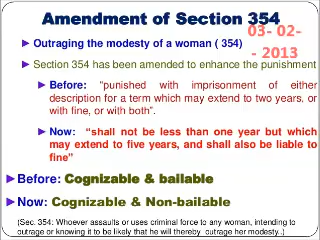 Amendment of Section 354
03- 02-
- 2013
► Outraging the modesty of a woman ( 354)
► Section 354 has been amended to enhance the punishment
► Before: "punished with imprisonment of either
description for a term which may extend to two years, or
with fine, or with both".
► Now: “shall not be less than one year but which
may extend to five years, and shall also be liable to
fine”
►Before: Cognizable & bailable
►Now: Cognizable & Non-bailable
(Sec. 354: Whoever assaults or uses criminal force to any woman, intending to
outrage or knowing it to be likely that he will thereby outrage her modesty..)